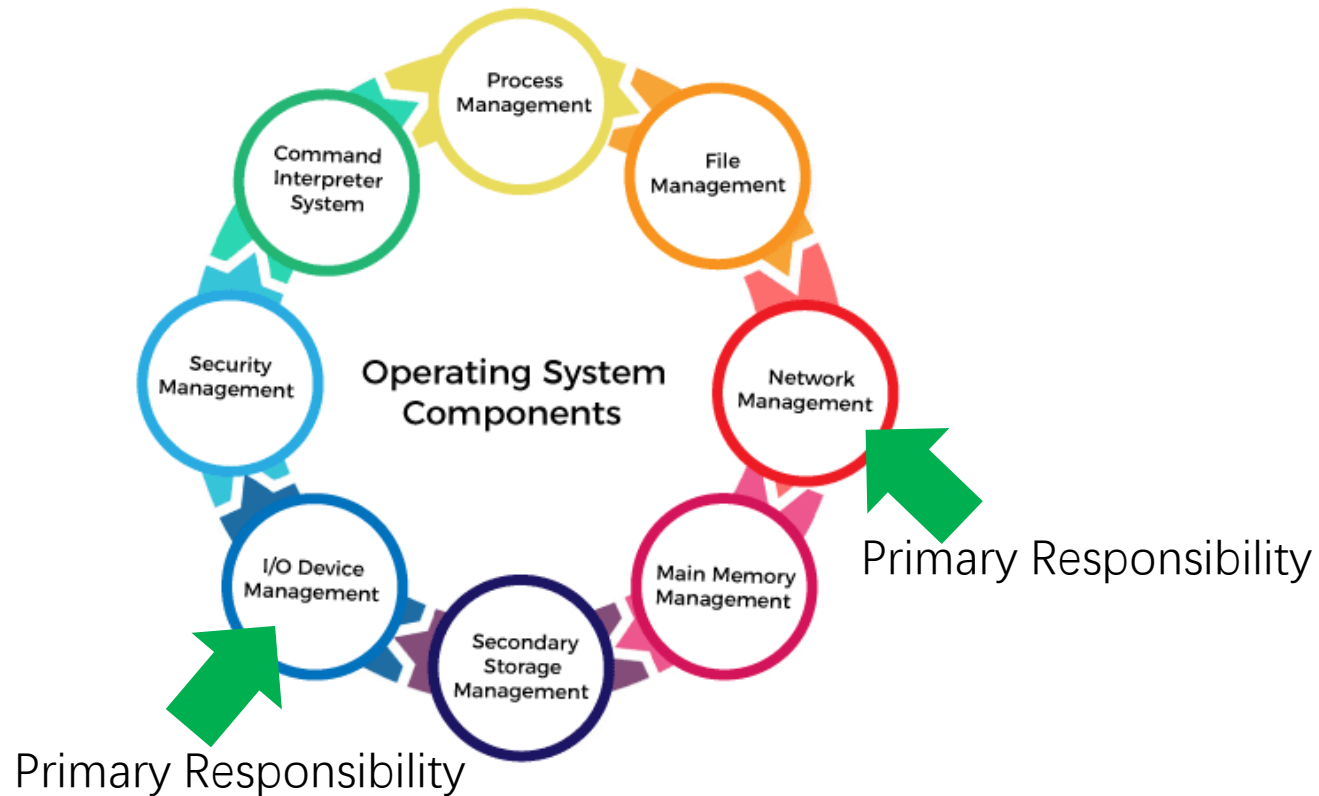 Process
Management
File
Management
Command
Interpreter
System
Security
Management
Operating System
Components
Network
Management
Primary Responsibility
I/O Device
Management
Main Memory
Management
Secondary
Storage
Management
Primary Responsibility